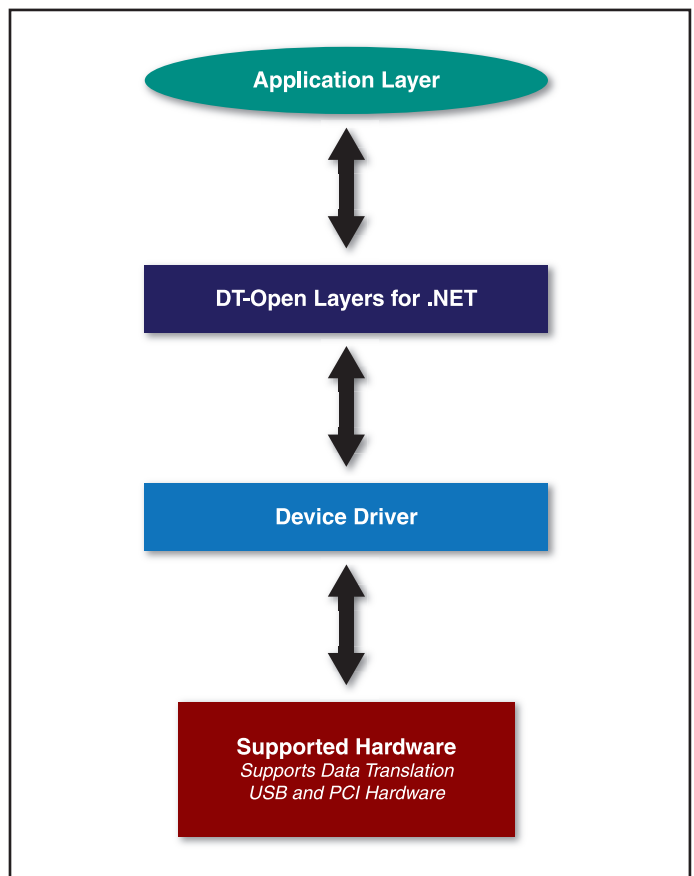 Application Layer
DT-Open Layers for .NET
Device Driver
Supported Hardware
Supports Data Translation
USB and PCI Hardware